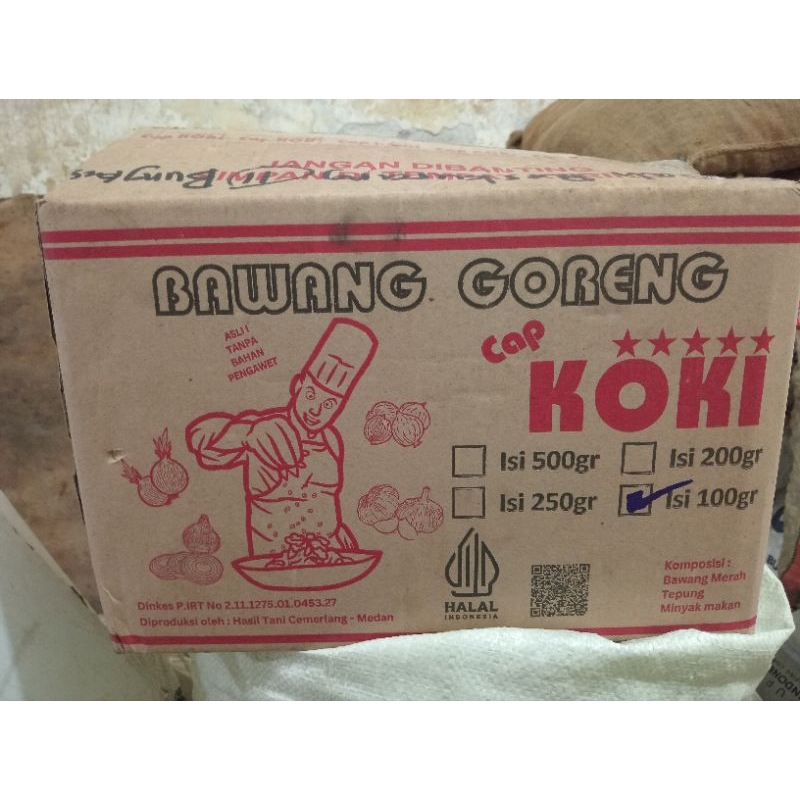 JANGAN DIBANTING
Bungkus
BAWANG GORENG
ASLI !
TANPA
BAHAN
PENGAWET
Cap
KOKI
Isi 500gr
Isi 200gr
Isi 250gr
Isi 100gr
HALAL
INDONESIA
Komposisi :
Bawang Merah
Tepung
Minyak makan
Dinkes P.IRT No 2.11.1275.01.0453.27
Diproduksi oleh : Hasil Tani Cemerlang - Medan